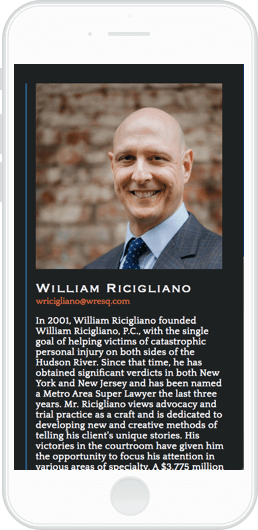 William Ricigliano
wricigliano@wresq.com
In 2001, William Ricigliano founded
William Ricigliano, P.C., with the single
goal of helping victims of catastrophic
personal injury on both sides of the
Hudson River. Since that time, he has
obtained significant verdicts in both New
York and New Jersey and has been named
a Metro Area Super Lawyer the last three
years. Mr. Ricigliano views advocacy and
trial practice as a craft and is dedicated to
developing new and creative methods of
telling his client's unique stories. His
victories in the courtroom have given him
the opportunity to focus his attention in
various areas of specialty. A $3.775 million